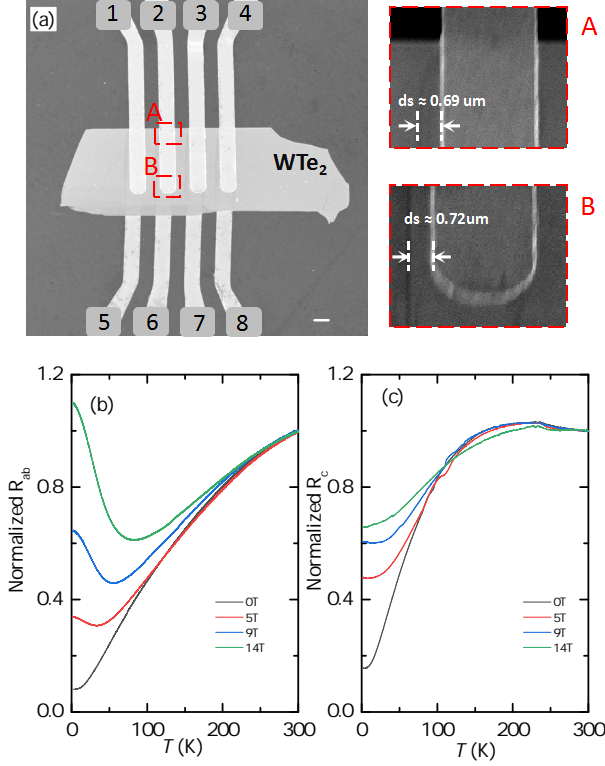 (a)
1 2 3 4
A
B
WTe2
5 6 7 8
A
ds ≈ 0.69 um
B
ds ≈ 0.72um
(b)
Normalized Rab
1.2
0.8
0.4
0.0
0 100 200 300
T (K)
0T
5T
9T
14T
(c)
Normalized Rc
1.2
0.8
0.4
0.0
0 100 200 300
T (K)
0T
5T
9T
14T